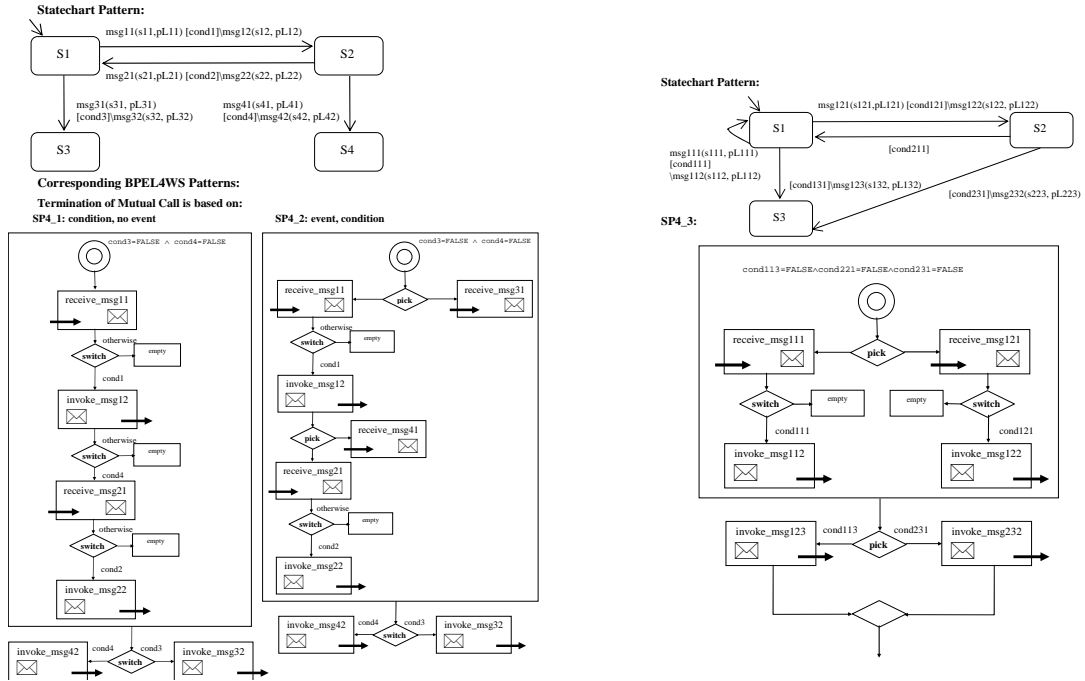 Statechart Pattern:
msg11(s11,pL11) [cond1]\msg12(s12, pL12)
S1
S2
msg21(s21,pL21) [cond2]\msg22(s22, pL22)
msg31(s31, pL31)
[cond3]\msg32(s32, pL32)
msg41(s41, pL41)
[cond4]\msg42(s42, pL42)
S3
S4
Corresponding BPEL4WS Patterns:
Termination of Mutual Call is based on:
SP4_1: condition, no event
SP4_2: event, condition
cond3=FALSE ∧ cond4=FALSE
receive_msg11
otherwise
switch
empty
cond1
invoke_msg12
otherwise
switch
empty
cond4
receive_msg21
otherwise
switch
empty
cond2
invoke_msg22
invoke_msg42
cond4
switch
cond3
invoke_msg32
cond3=FALSE ∧ cond4=FALSE
receive_msg11
pick
receive_msg31
otherwise
switch
empty
cond1
invoke_msg12
pick
receive_msg41
receive_msg21
otherwise
switch
empty
cond2
invoke_msg22
invoke_msg42
cond4
switch
cond3
invoke_msg32
Statechart Pattern:
msg121(s121,pL121) [cond121]\msg122(s122, pL122)
S1
S2
[cond211]
msg111(s111, pL111)
[cond111]
\msg112(s112, pL112)
[cond131]\msg123(s132, pL132)
[cond231]\msg232(s223, pL223)
S3
SP4_3:
cond113=FALSE∧cond221=FALSE∧cond231=FALSE
receive_msg111
pick
receive_msg121
switch
empty
empty
switch
cond111
cond121
invoke_msg112
invoke_msg122
invoke_msg123
cond113
pick
cond231
invoke_msg232